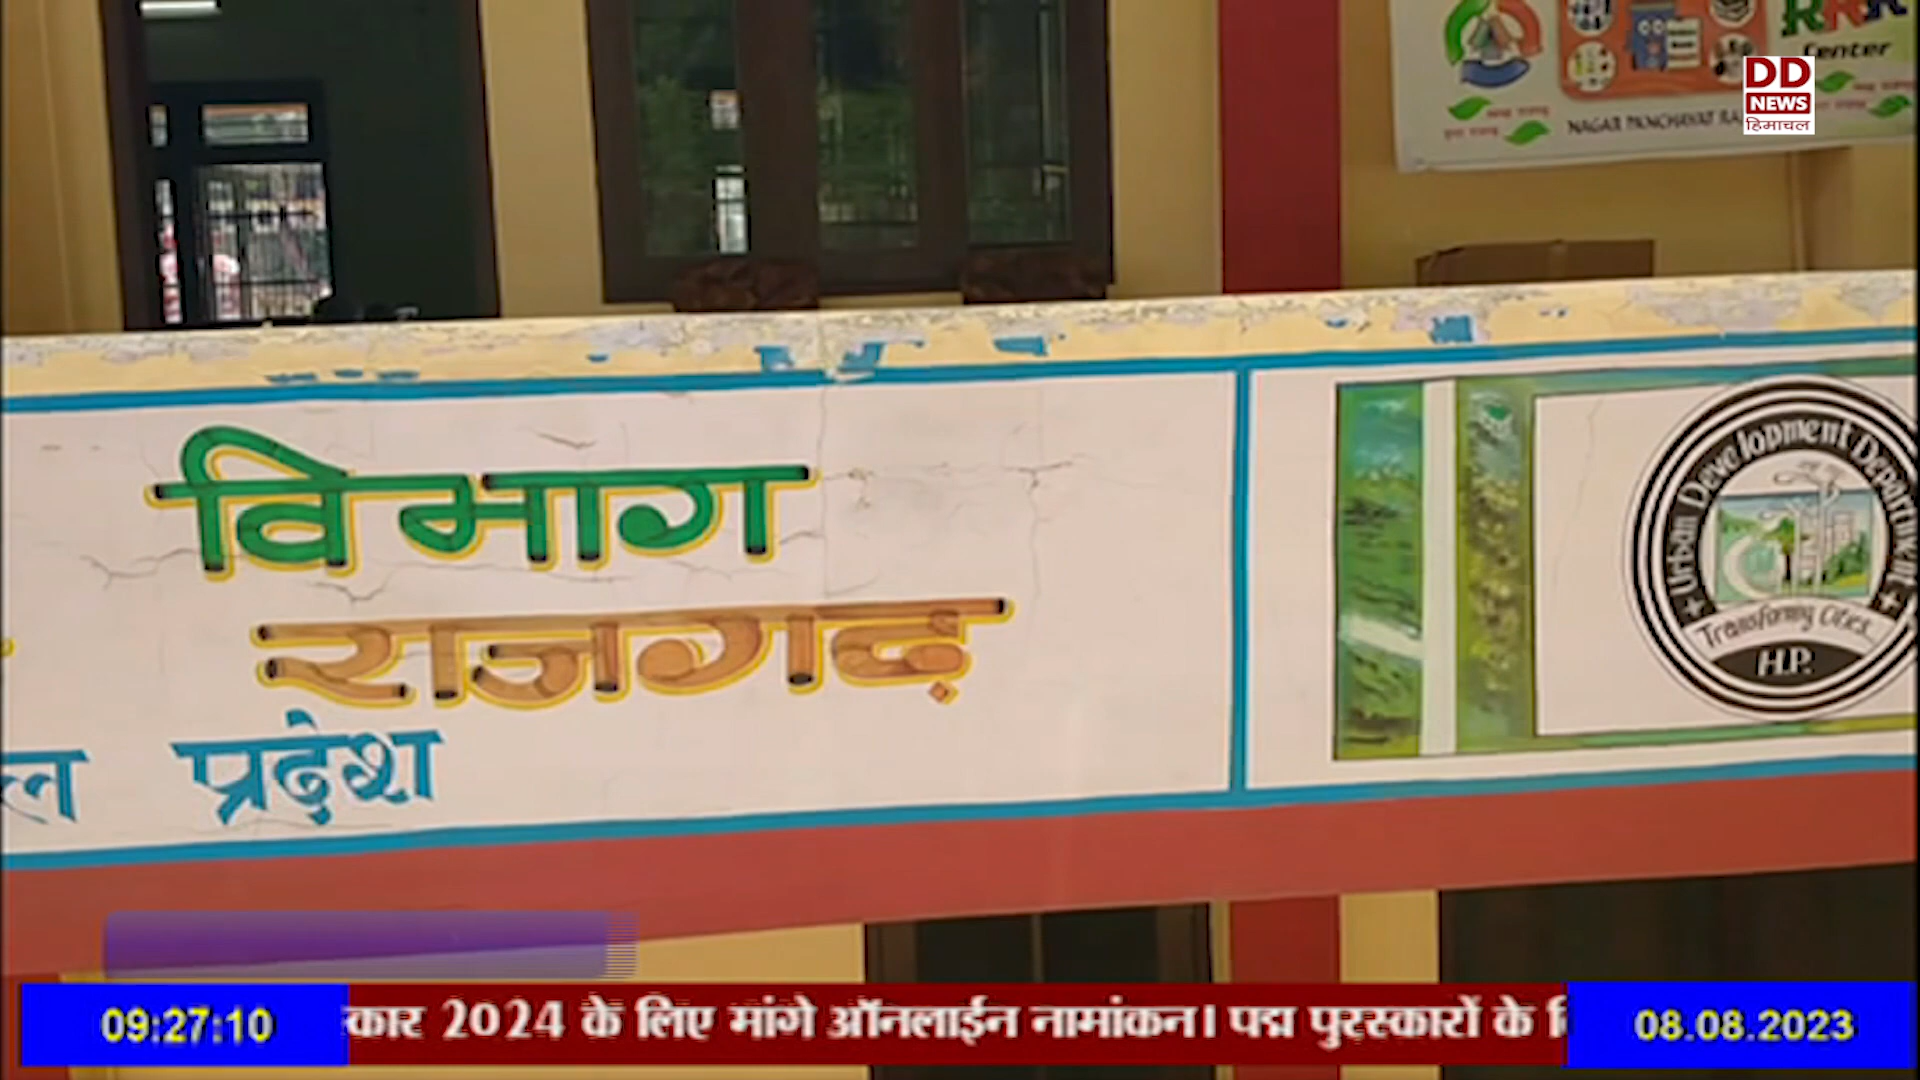 RRR
Center
NAGAR PANCHAYAT
DD
NEWS
हिमाचल
विभाग
राजगढ़
ल प्रदेश
Urban Development Department
Transforming Cities
H.P.
09:27:10
स्कार 2024 के लिए मांगे ऑनलाईन नामांकन। पद्म पुरस्कारों के
08.08.2023